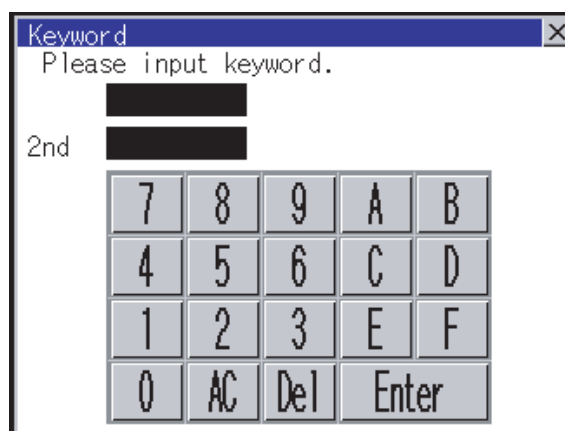 Keyword
Please input keyword.
2nd
7 8 9 A B
4 5 6 C D
1 2 3 E F
0 AC Del Enter